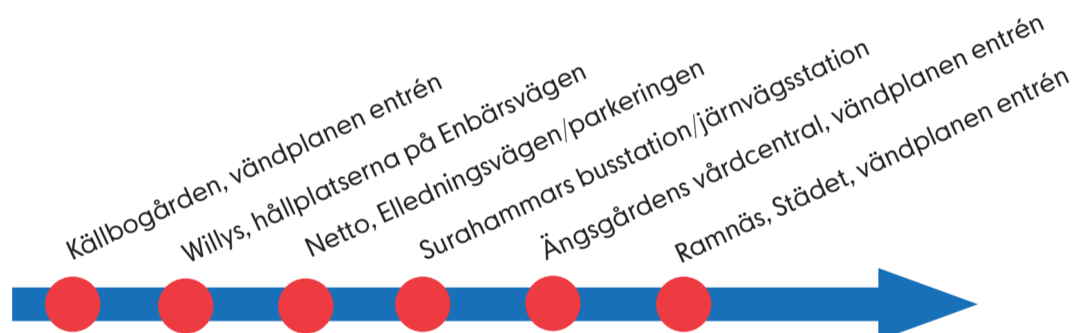 Källbogården, vändplanen entrén
Willys, hållplatserna på Enbärsvägen
Netto, Elledningsvägen/parkeringen
Surahammars busstation/järnvägsstation
Ängsgårdens vårdcentral, vändplanen entrén
Ramnäs, Städet, vändplanen entrén